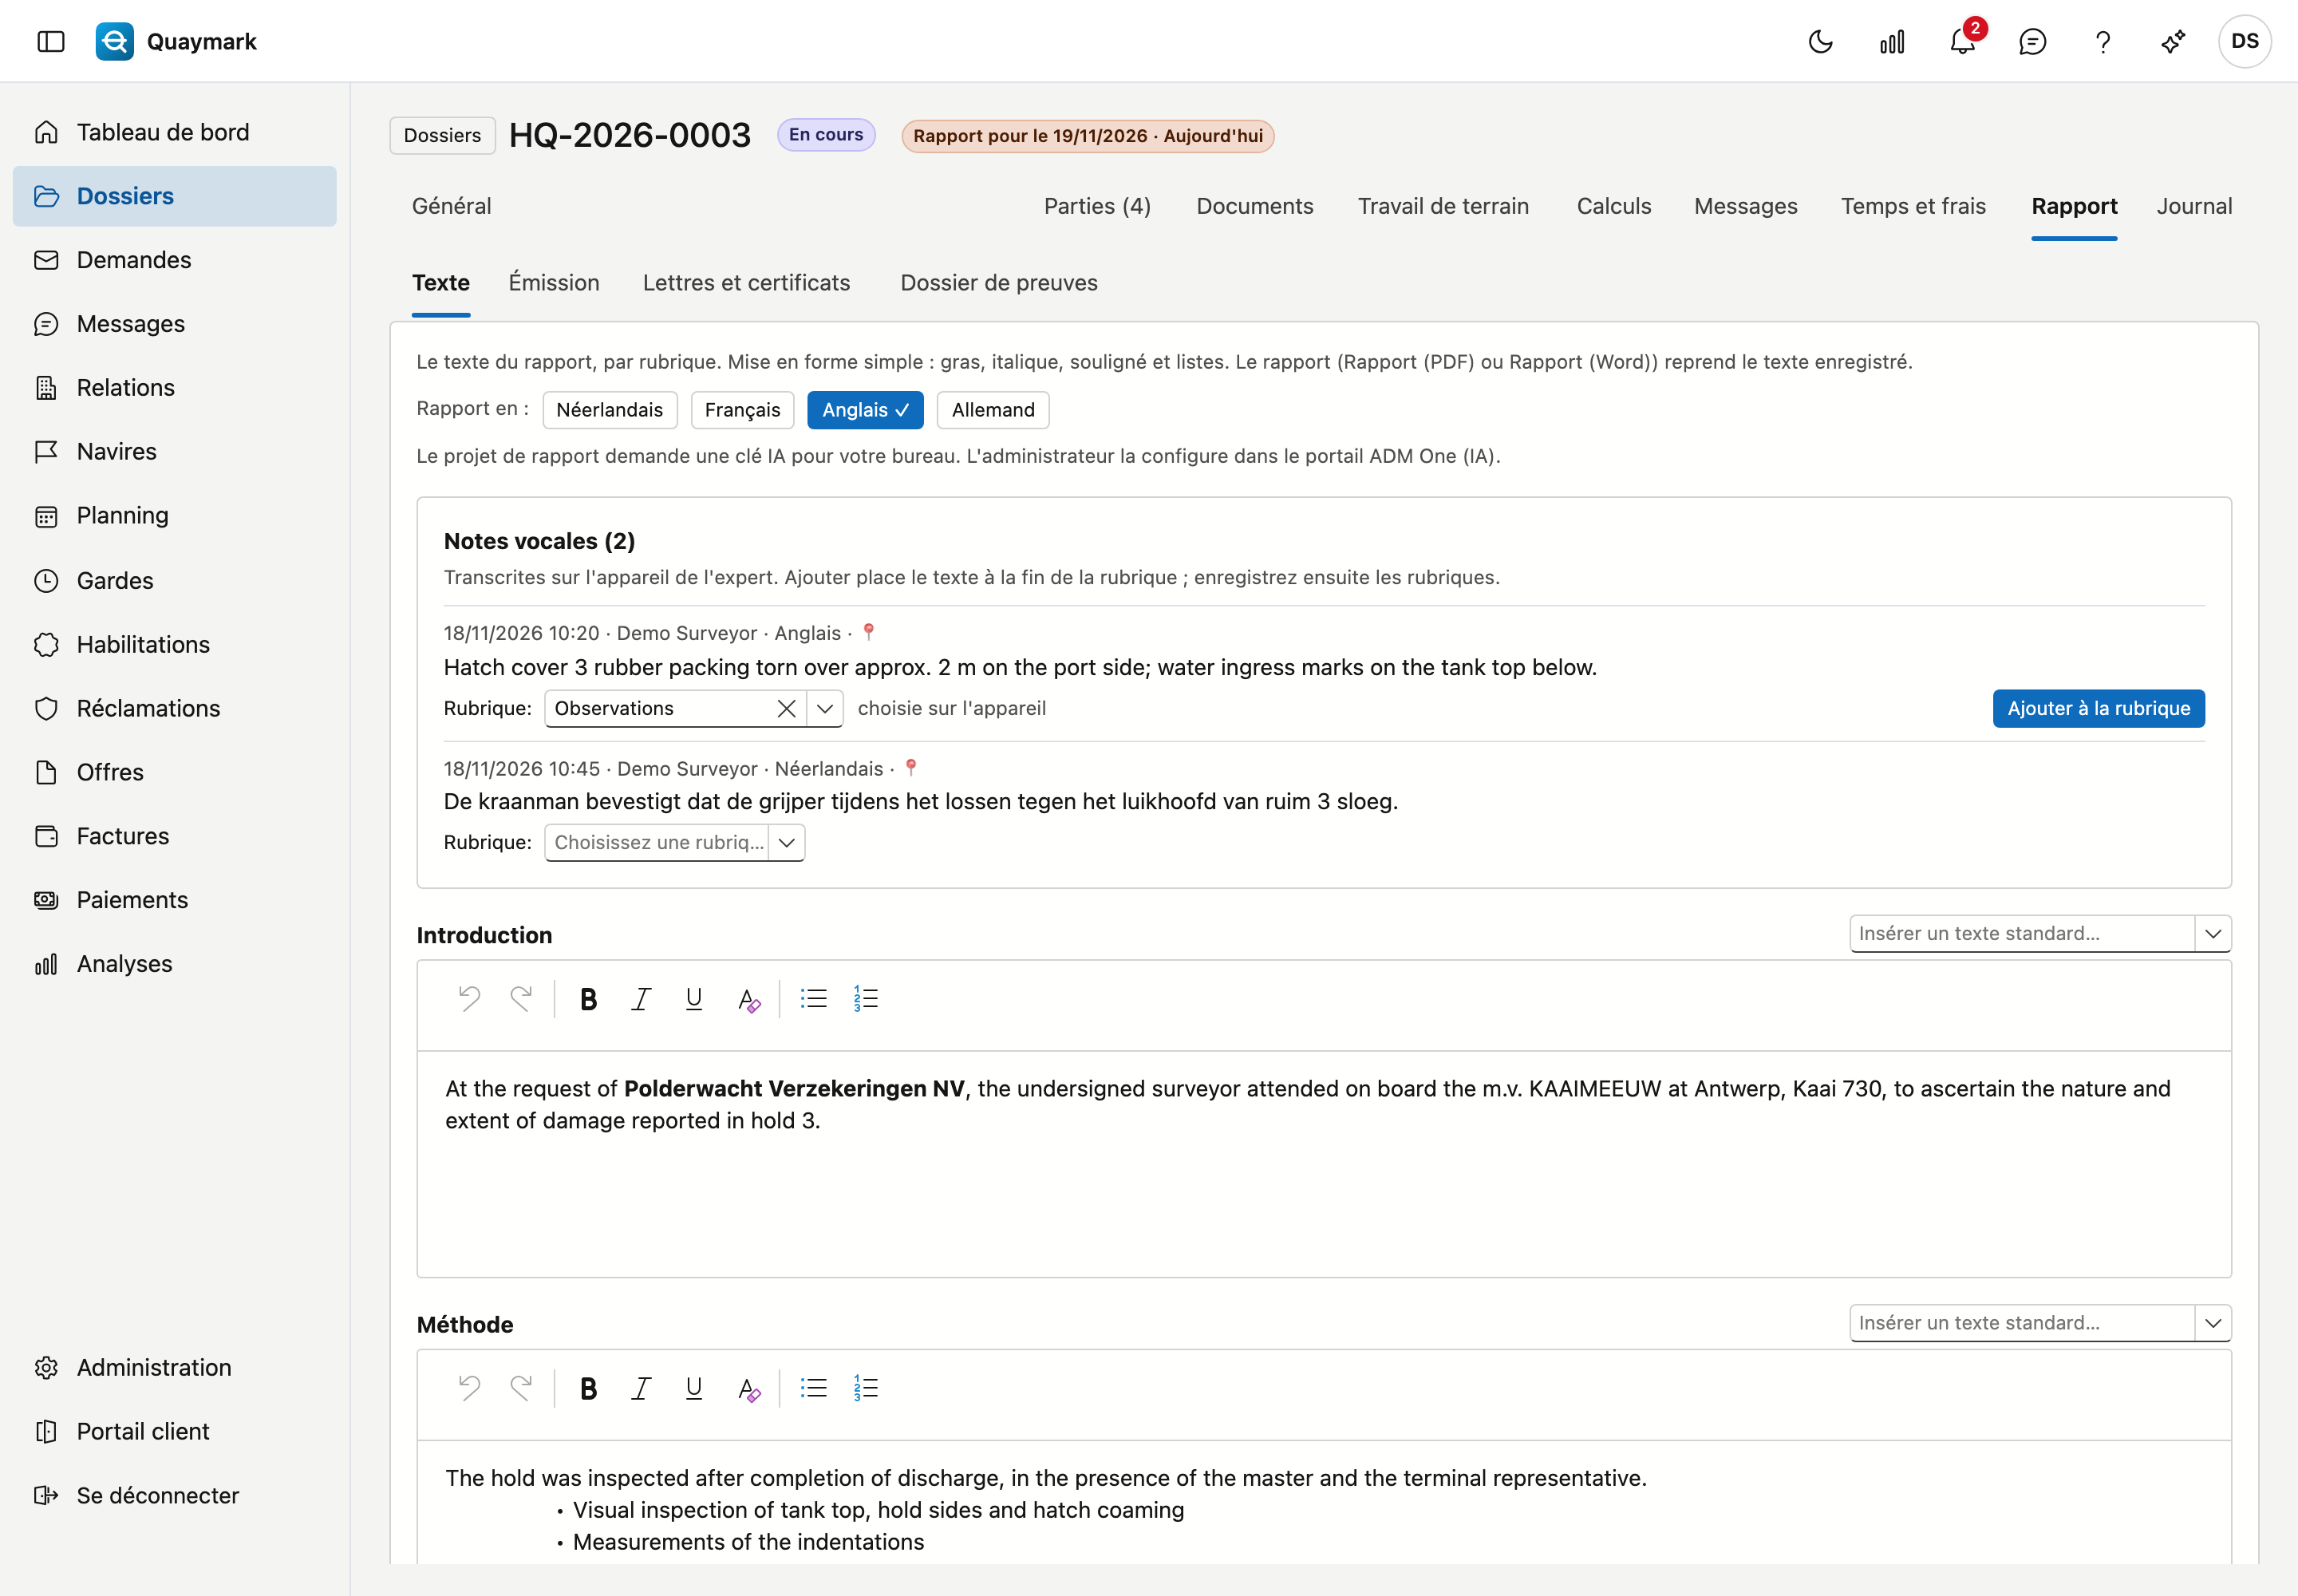 Quaymark
2
DS
Tableau de bord
Dossiers
Demandes
Messages
Relations
Navires
Planning
Gardes
Habilitations
Réclamations
Offres
Factures
Paiements
Analyses
Administration
Portail client
Se déconnecter
Dossiers HQ-2026-0003 En cours Rapport pour le 19/11/2026 · Aujourd'hui
Général Parties (4) Documents Travail de terrain Calculs Messages Temps et frais Rapport Journal
Texte Émission Lettres et certificats Dossier de preuves
Le texte du rapport, par rubrique. Mise en forme simple : gras, italique, souligné et listes. Le rapport (Rapport (PDF) ou Rapport (Word)) reprend le texte enregistré.
Rapport en : Néerlandais Français Anglais ✓ Allemand
Le projet de rapport demande une clé IA pour votre bureau. L'administrateur la configure dans le portail ADM One (IA).
Notes vocales (2)
Transcrites sur l'appareil de l'expert. Ajouter place le texte à la fin de la rubrique ; enregistrez ensuite les rubriques.
18/11/2026 10:20 · Demo Surveyor · Anglais · 📍
Hatch cover 3 rubber packing torn over approx. 2 m on the port side; water ingress marks on the tank top below.
Rubrique: Observations choisie sur l'appareil Ajouter à la rubrique
18/11/2026 10:45 · Demo Surveyor · Néerlandais · 📍
De kraanman bevestigt dat de grijper tijdens het lossen tegen het luikhoofd van ruim 3 sloeg.
Rubrique: Choisissez une rubriq...
Introduction Insérer un texte standard...
B I U A
At the request of Polderwacht Verzekeringen NV, the undersigned surveyor attended on board the m.v. KAAIMEEUW at Antwerp, Kaai 730, to ascertain the nature and
extent of damage reported in hold 3.
Méthode Insérer un texte standard...
B I U A
The hold was inspected after completion of discharge, in the presence of the master and the terminal representative.
• Visual inspection of tank top, hold sides and hatch coaming
• Measurements of the indentations